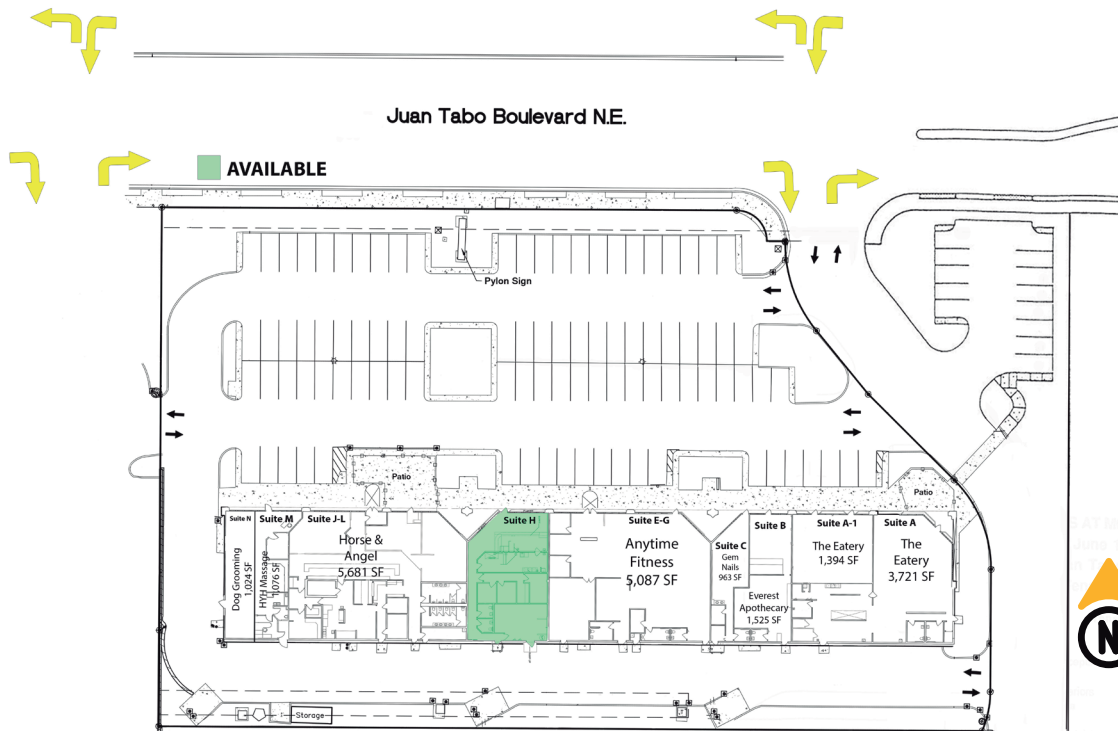 Juan Tabo Boulevard N.E.
AVAILABLE
Pylon Sign
Patio
Patio
Suite N
Dog Grooming
1,024 SF
Suite M
HYH Massage
1,076 SF
Suite J-L
Horse &
Angel
5,681 SF
Suite H
Suite E-G
Anytime
Fitness
5,087 SF
Suite C
Gem
Nails
963 SF
Suite B
Everest
Apothecary
1,525 SF
Suite A-1
The Eatery
1,394 SF
Suite A
The
Eatery
3,721 SF
N
Storage